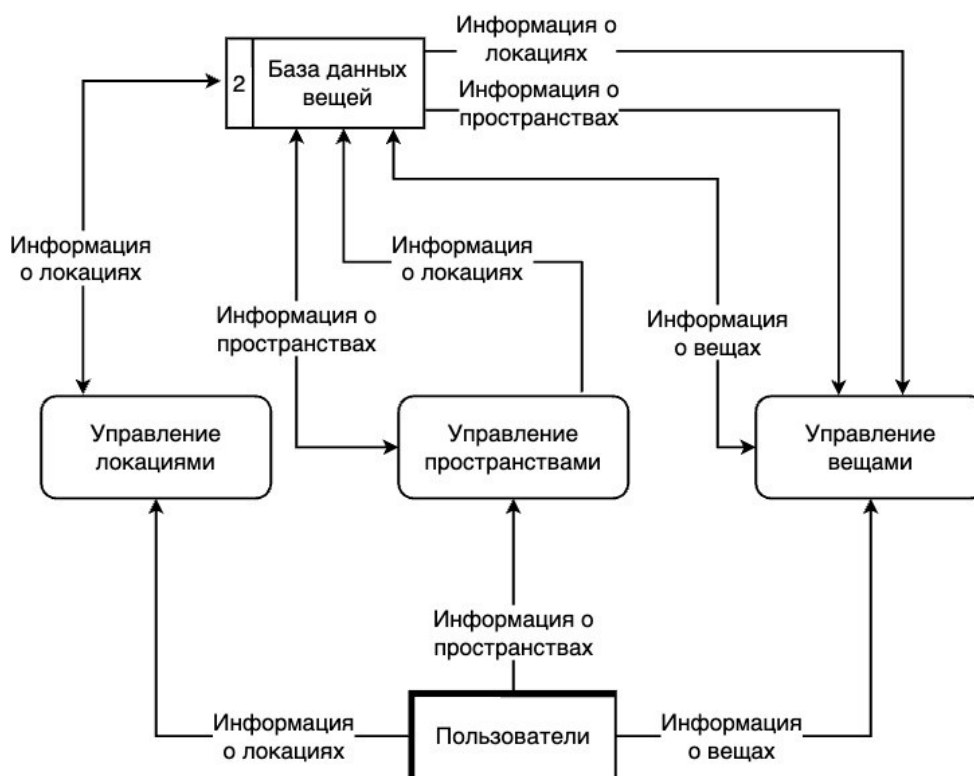 Информация о
локациях
2
База данных
вещей
Информация о
пространствах
Информация
о локациях
Информация
о локациях
Информация о
пространствах
Информация
о вещах
Управление
локациями
Управление
пространствами
Управление
вещами
Информация о
пространствах
Информация
о локациях
Пользователи
Информация
о вещах